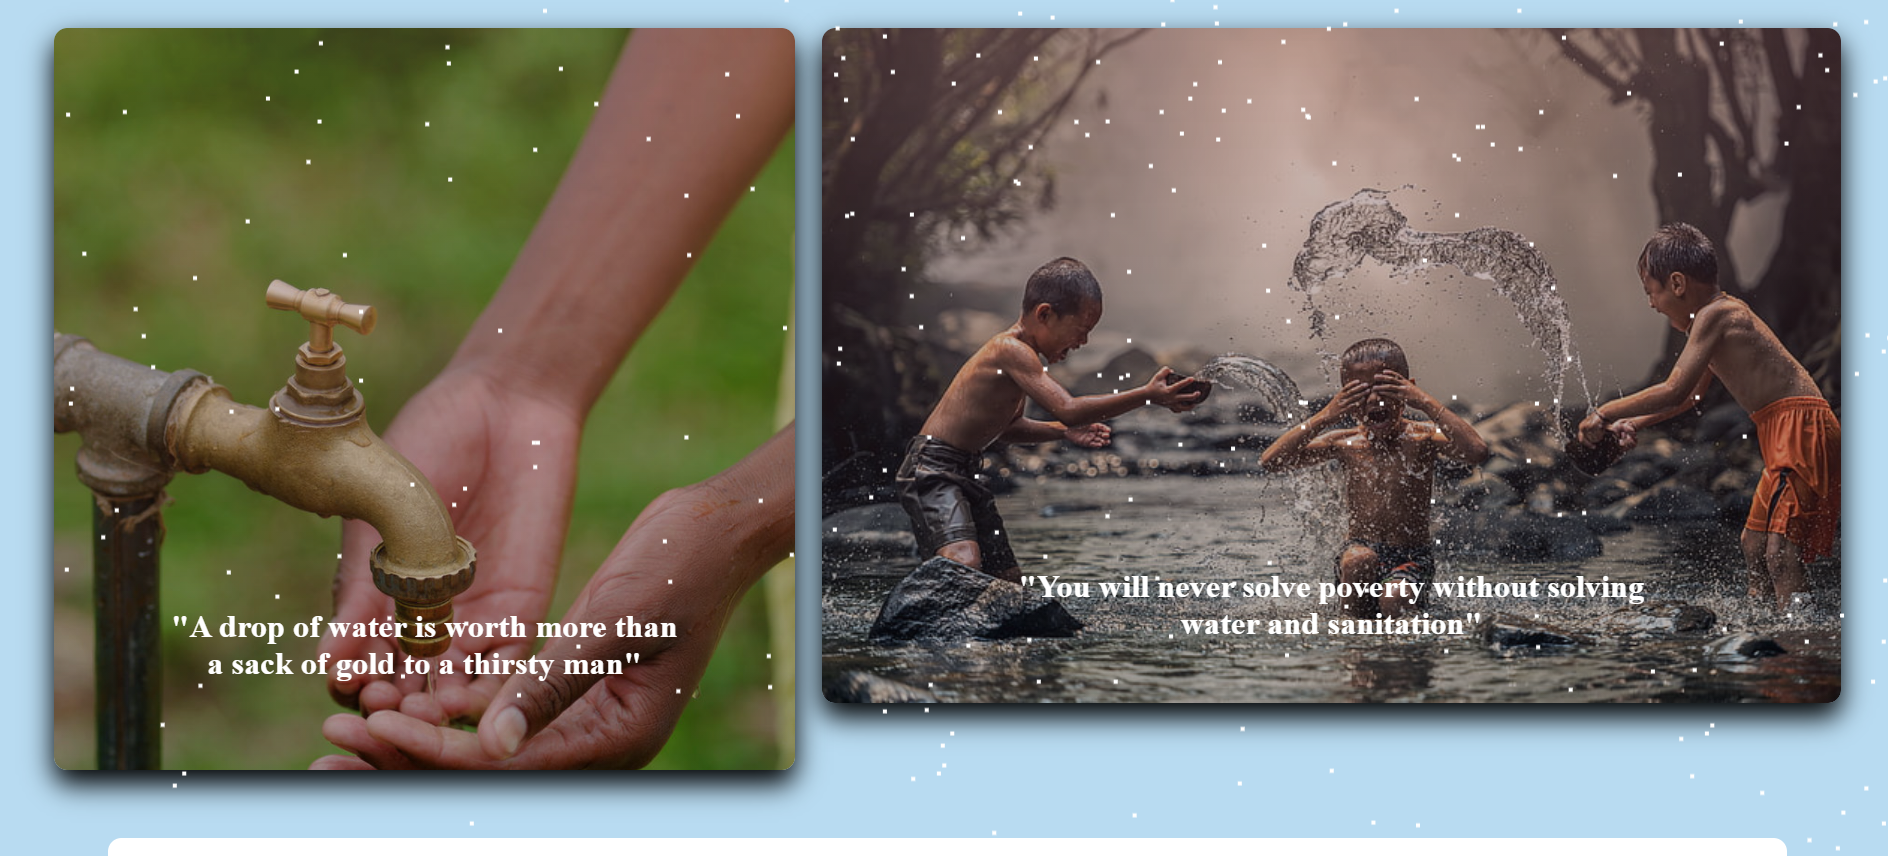 "A drop of water is worth more than
a sack of gold to a thirsty man"
"You will never solve poverty without solving
water and sanitation"